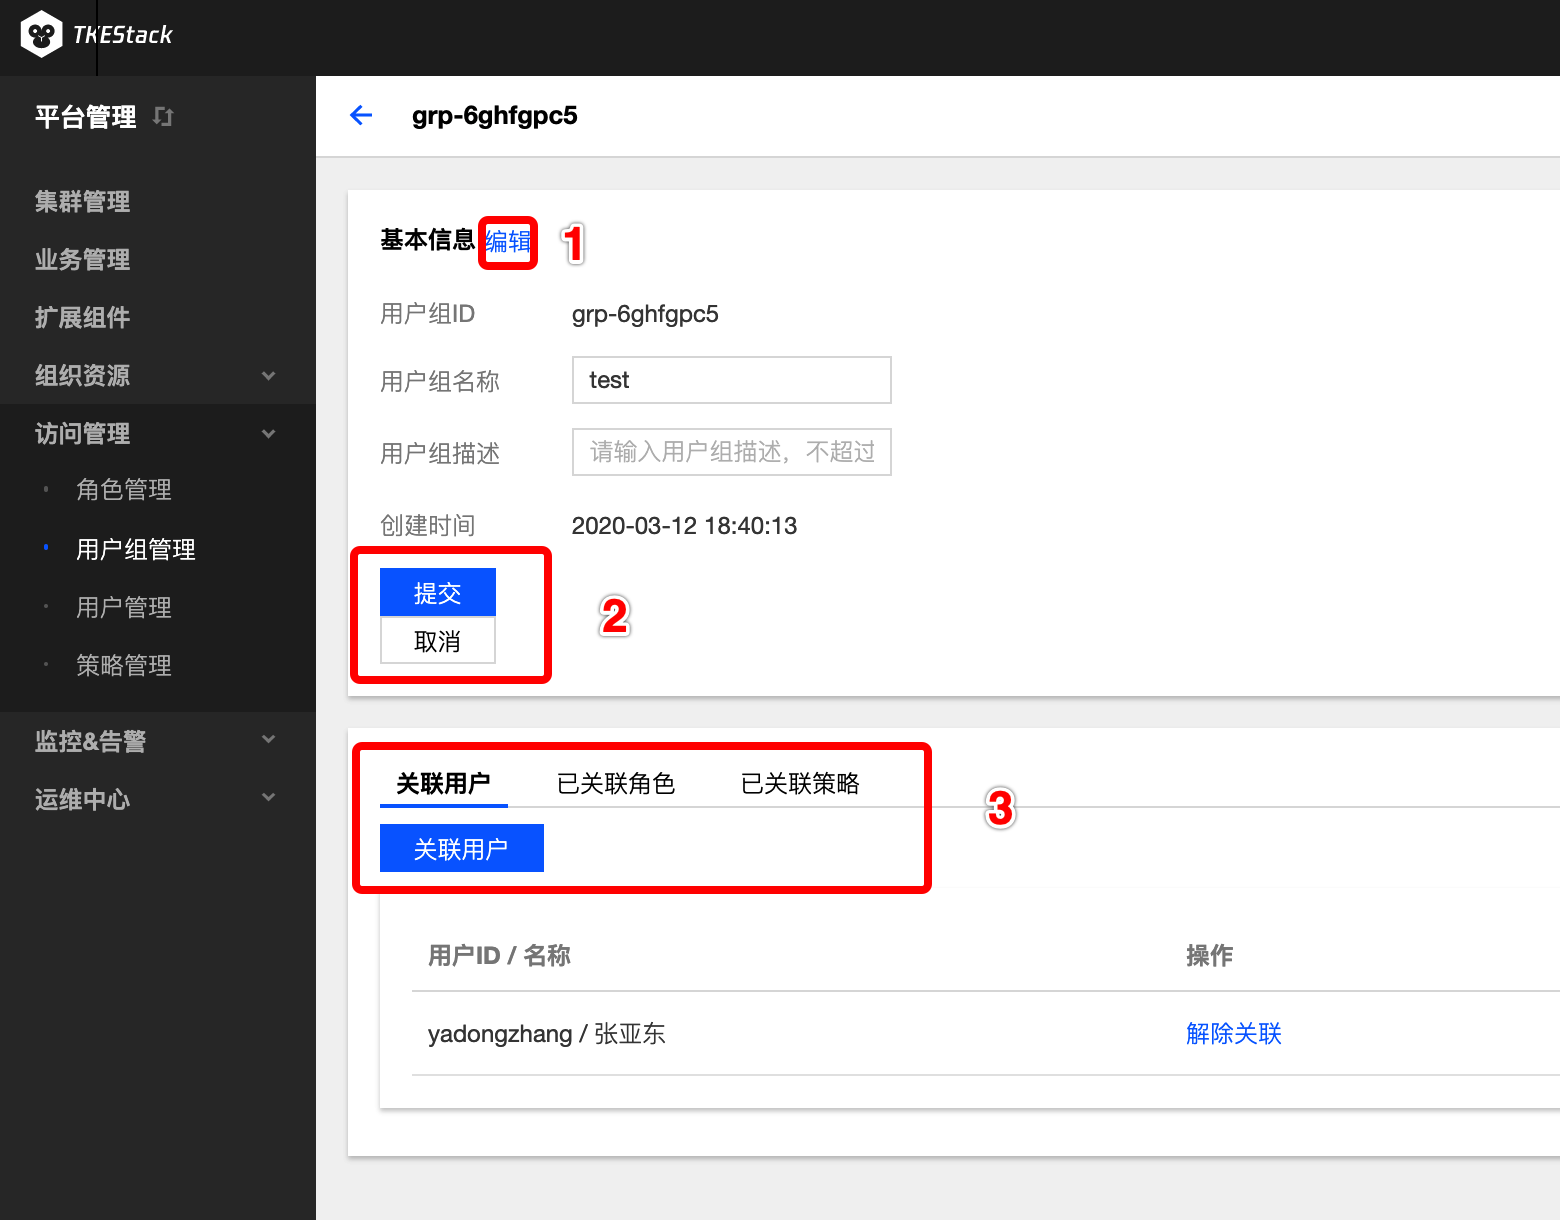 TKEStack
平台管理
集群管理
业务管理
扩展组件
组织资源
访问管理
角色管理
用户组管理
用户管理
策略管理
监控&告警
运维中心
grp-6ghfgpc5
基本信息 编辑 1
用户组ID grp-6ghfgpc5
用户组名称 test
用户组描述 请输入用户组描述，不超过
创建时间 2020-03-12 18:40:13
提交
取消
2
关联用户 已关联角色 已关联策略
3
关联用户
用户ID / 名称 操作
yadongzhang / 张亚东 解除关联